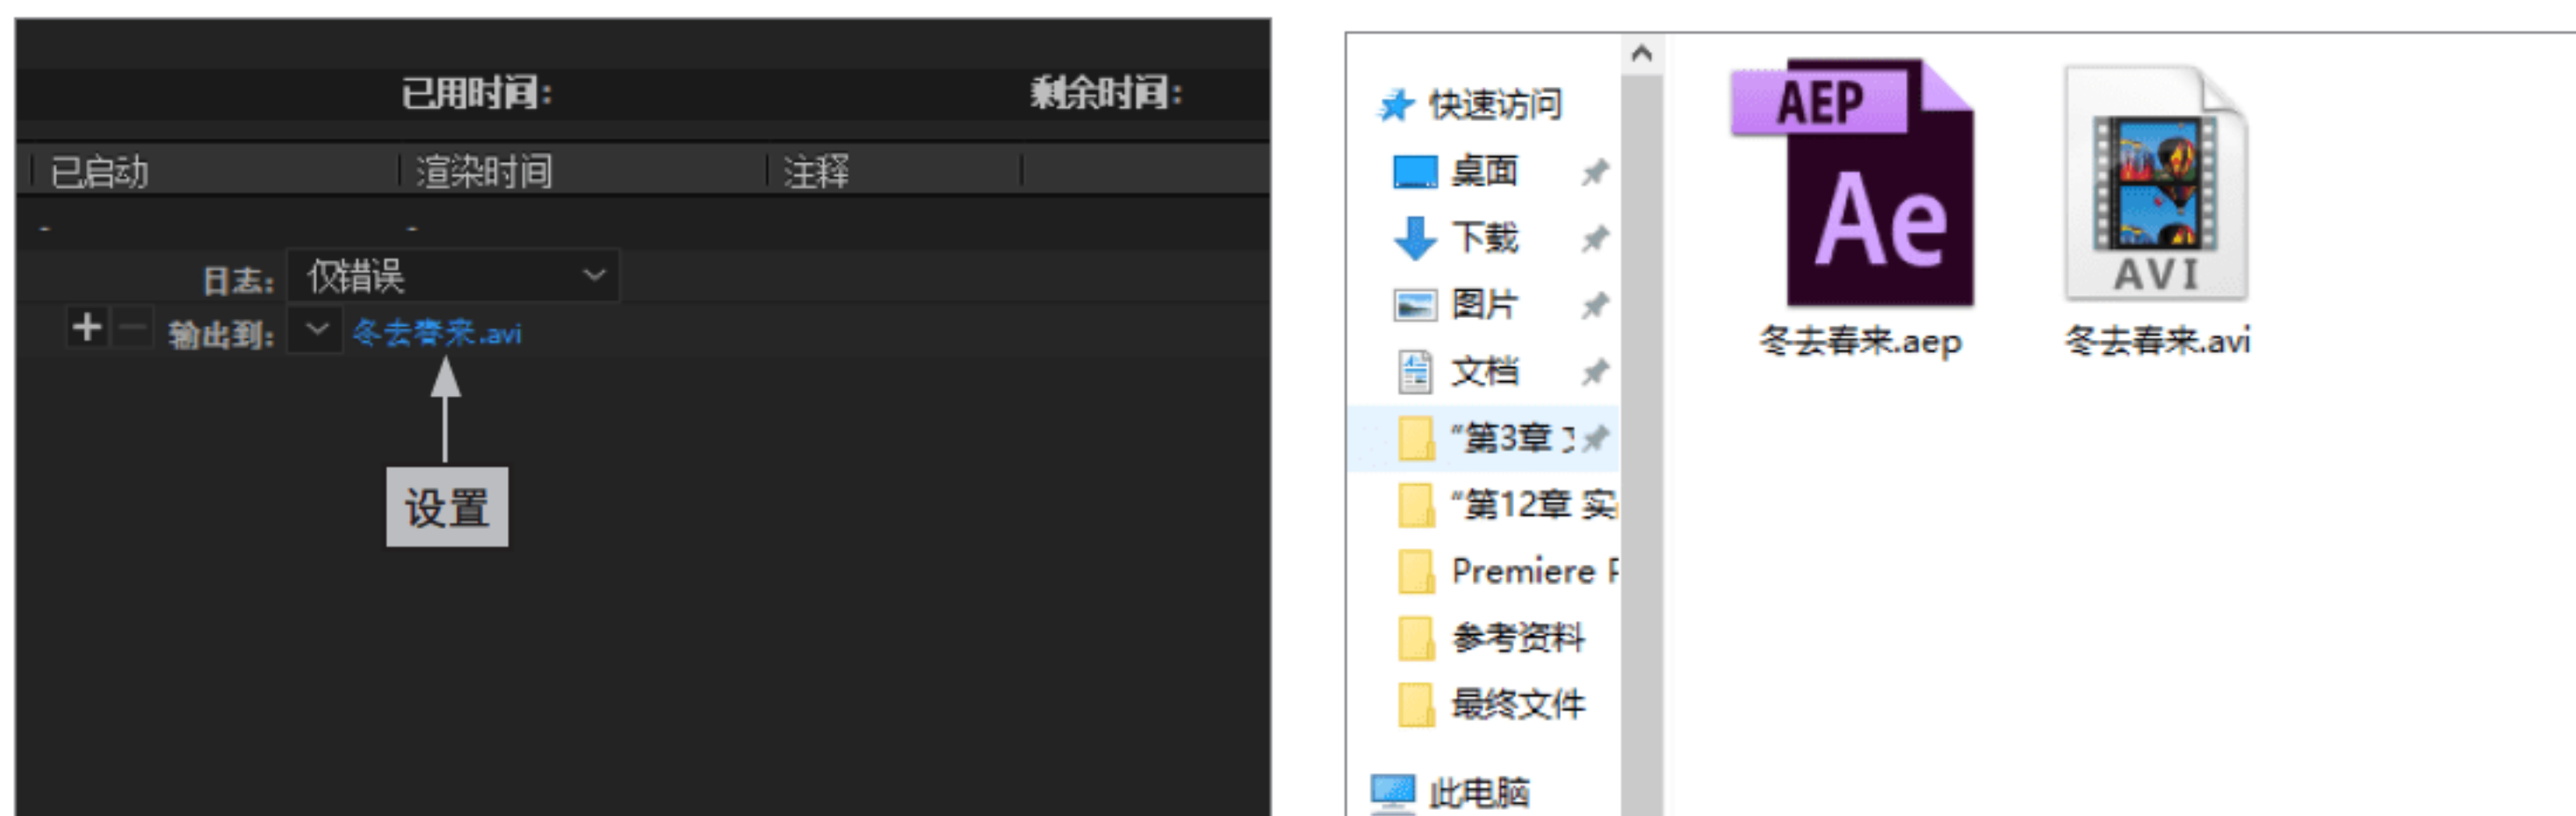 已用时间:
剩余时间:
已启动
渲染时间
注释
-
-
日志:
仅错误
输出到:
冬去春来.avi
设置
快速访问
桌面
下载
图片
文档
“第3章
“第12章 实
Premiere P
参考资料
最终文件
此电脑
AEP
Ae
冬去春来.aep
AVI
冬去春来.avi